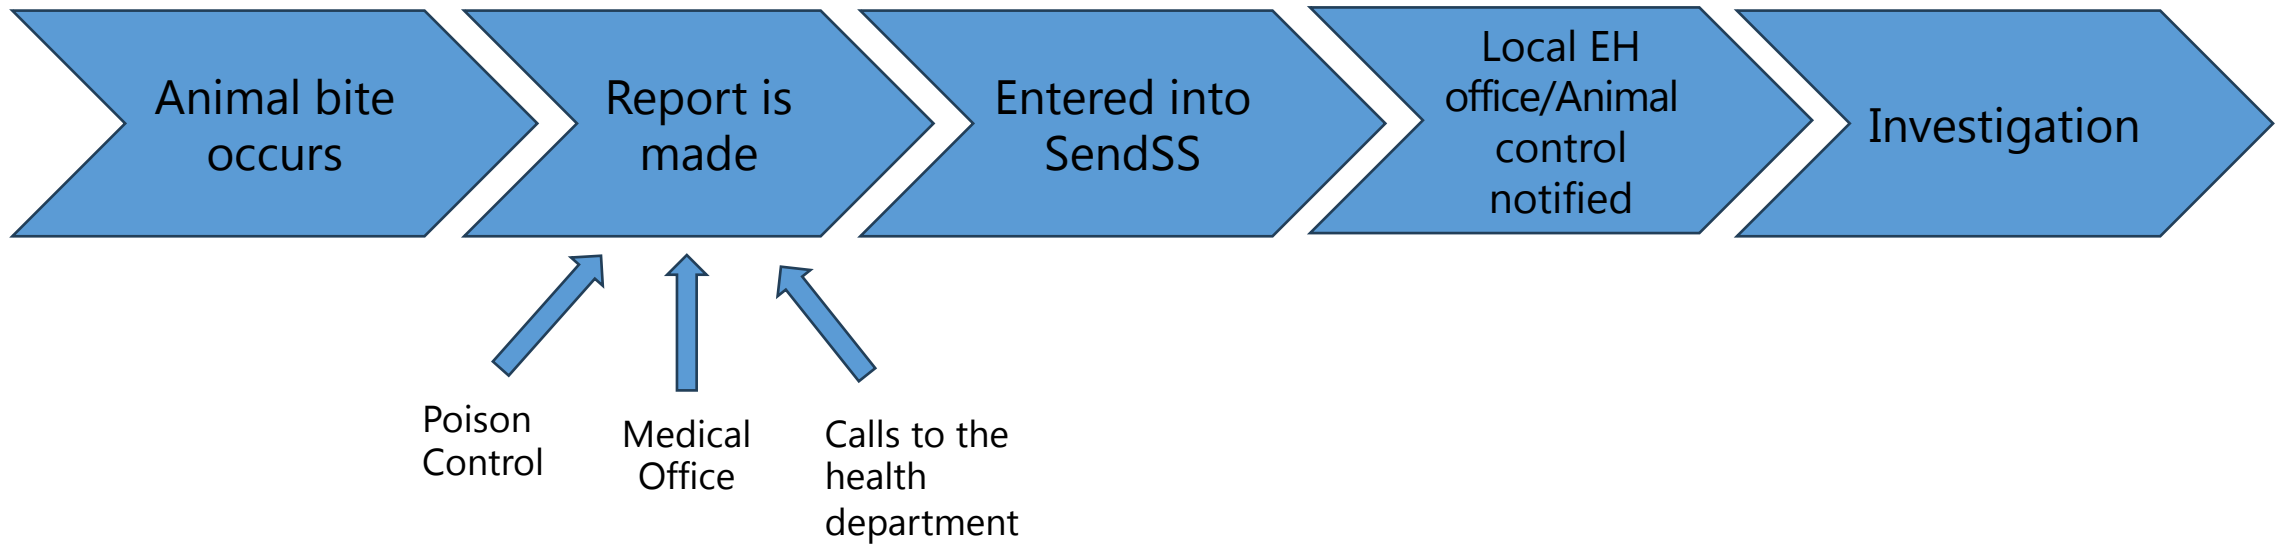 Animal bite
occurs
Report is
made
Entered into
SendSS
Local EH
office/Animal
control
notified
Investigation
Poison
Control
Medical
Office
Calls to the
health
department